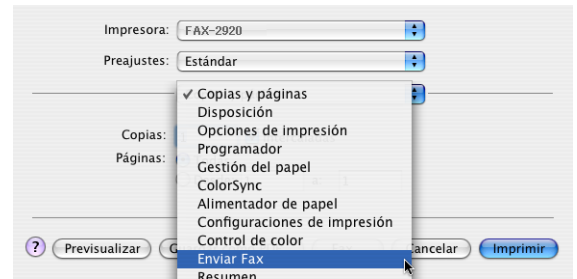 Impresora: FAX-2920
Preajustes: Estándar
✓ Copias y páginas
Disposición
Copias:
Opciones de impresión
Programador
Páginas:
Gestión del papel
ColorSync
Alimentador de papel
Configuraciones de impresión
Control de color
? Previsualizar Cancelar Imprimir
Enviar Fax
Resumen